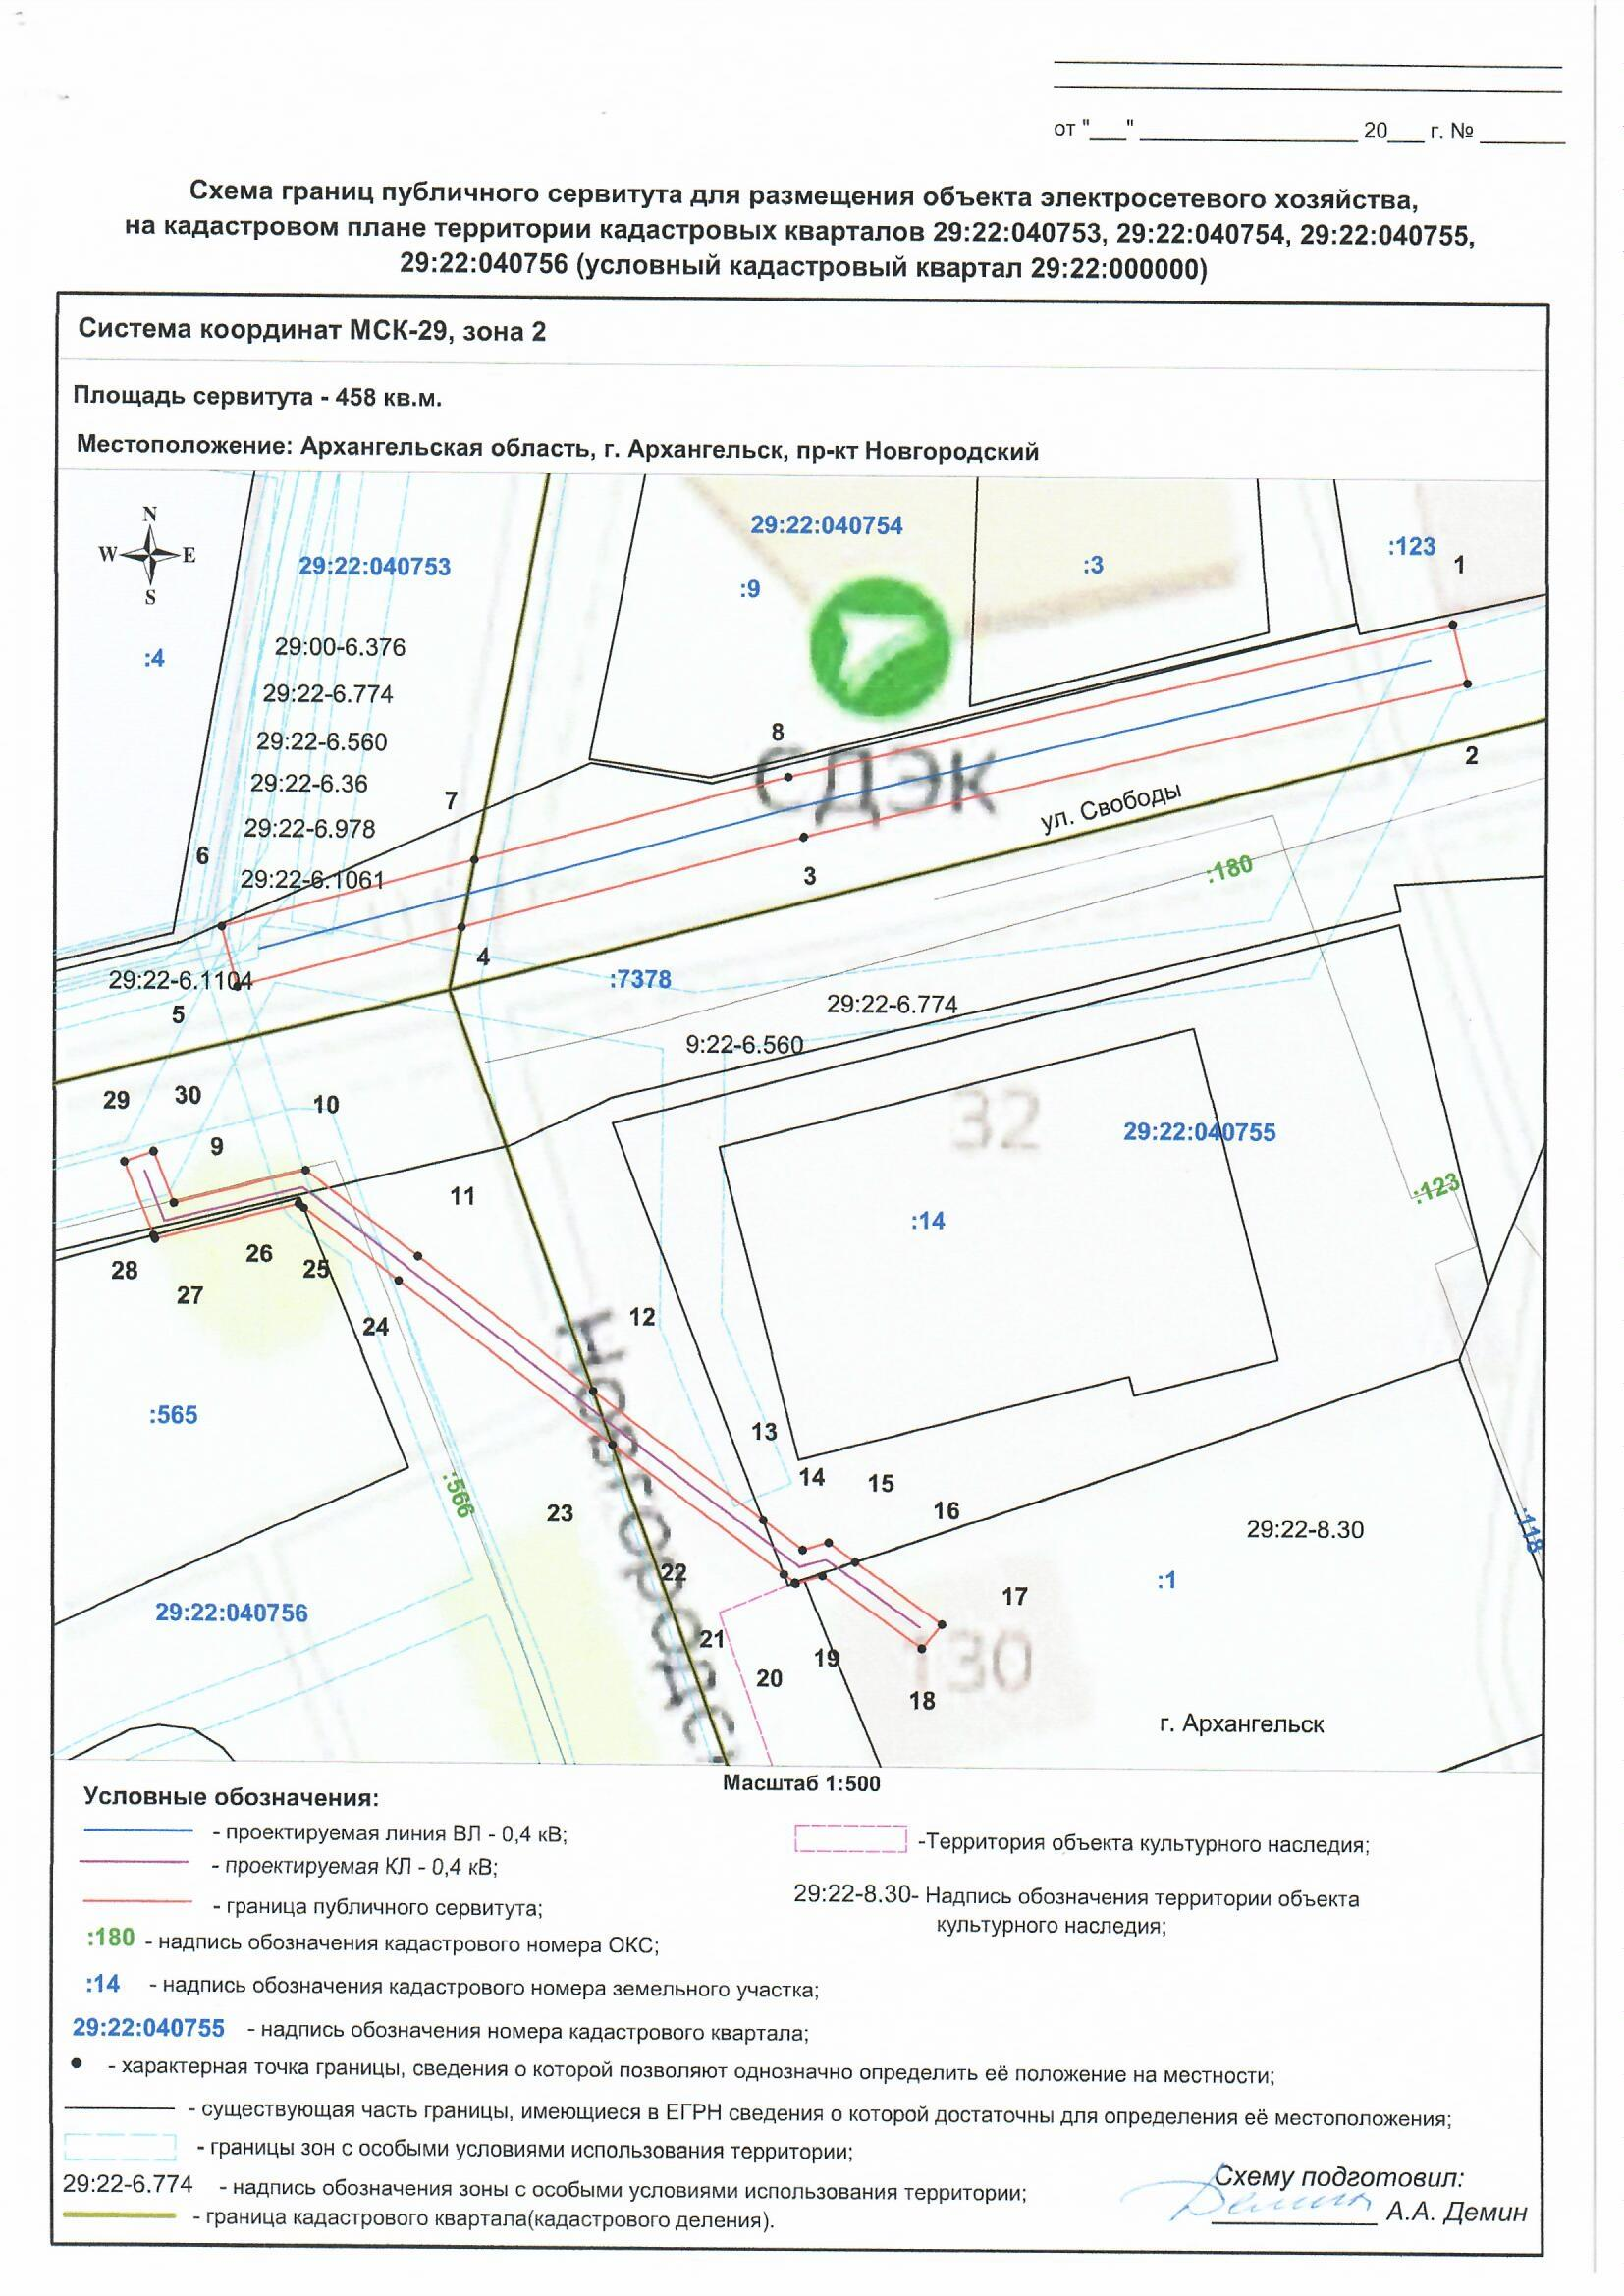 от "___" ________________ 20___ г. № ______
Схема границ публичного сервитута для размещения объекта электросетевого хозяйства,
на кадастровом плане территории кадастровых кварталов 29:22:040753, 29:22:040754, 29:22:040755,
29:22:040756 (условный кадастровый квартал 29:22:000000)
Система координат МСК-29, зона 2
Площадь сервитута - 458 кв.м.
Местоположение: Архангельская область, г. Архангельск, пр-кт Новгородский
N
W E
S
29:22:040753
29:22:040754
:9
:3
:123
1
:4
29:00-6.376
29:22-6.774
29:22-6.560
29:22-6.36
29:22-6.978
29:22-6.1061
6
7
8
СДЭК
2
ул. Свободы
3
:180
4
29:22-6.1104
5
:7378
29:22-6.774
9:22-6.560
29
30
10
9
32
29:22:040755
11
:123
:14
26
25
28
27
24
12
:565
13
14
15
16
:566
23
Новгородс
29:22-8.30
:118
22
:1
17
29:22:040756
21
19
20
130
18
г. Архангельск
Масштаб 1:500
Условные обозначения:
- проектируемая линия ВЛ - 0,4 кВ;
- проектируемая КЛ - 0,4 кВ;
- граница публичного сервитута;
:180 - надпись обозначения кадастрового номера ОКС;
:14 - надпись обозначения кадастрового номера земельного участка;
29:22:040755 - надпись обозначения номера кадастрового квартала;
- характерная точка границы, сведения о которой позволяют однозначно определить её положение на местности;
- существующая часть границы, имеющиеся в ЕГРН сведения о которой достаточны для определения её местоположения;
- границы зон с особыми условиями использования территории;
29:22-6.774 - надпись обозначения зоны с особыми условиями использования территории;
- граница кадастрового квартала(кадастрового деления).
-Территория объекта культурного наследия;
29:22-8.30- Надпись обозначения территории объекта
культурного наследия;
Схему подготовил:
Демин А.А. Демин